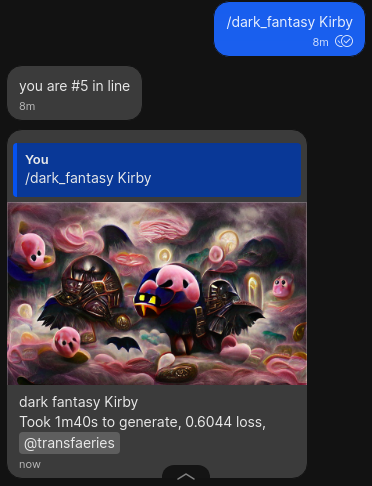 /dark_fantasy Kirby
8m
you are #5 in line
8m
You
/dark_fantasy Kirby
dark fantasy Kirby
Took 1m40s to generate, 0.6044 loss,
@transfaeries
now